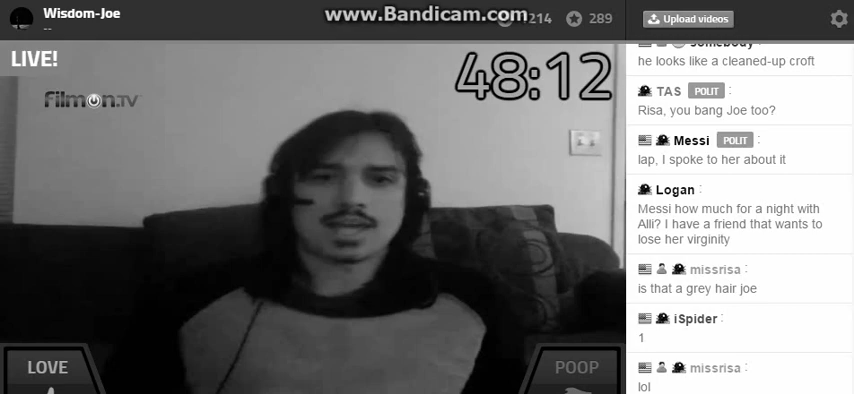 Wisdom-Joe
--
www.Bandicam.com
1214
289
Upload videos
LIVE!
filmon.TV
48:12
LOVE
POOP
somebody
he looks like a cleaned-up croft
TAS POLIT :
Risa, you bang Joe too?
Messi POLIT :
lap, I spoke to her about it
Logan :
Messi how much for a night with
Alli? I have a friend that wants to
lose her virginity
missrisa :
is that a grey hair joe
iSpider :
1
missrisa :
lol